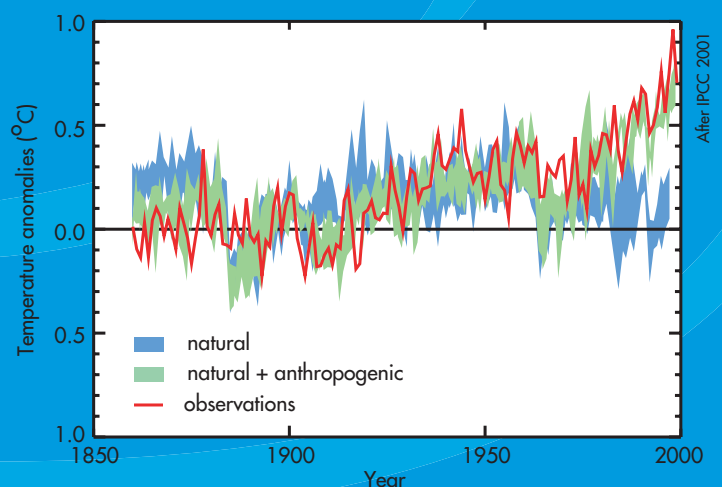 1.0
0.5
0.0
0.5
1.0
Temperature anomalies (°C)
natural
natural + anthropogenic
observations
1850
1900
1950
2000
Year
After IPCC 2001